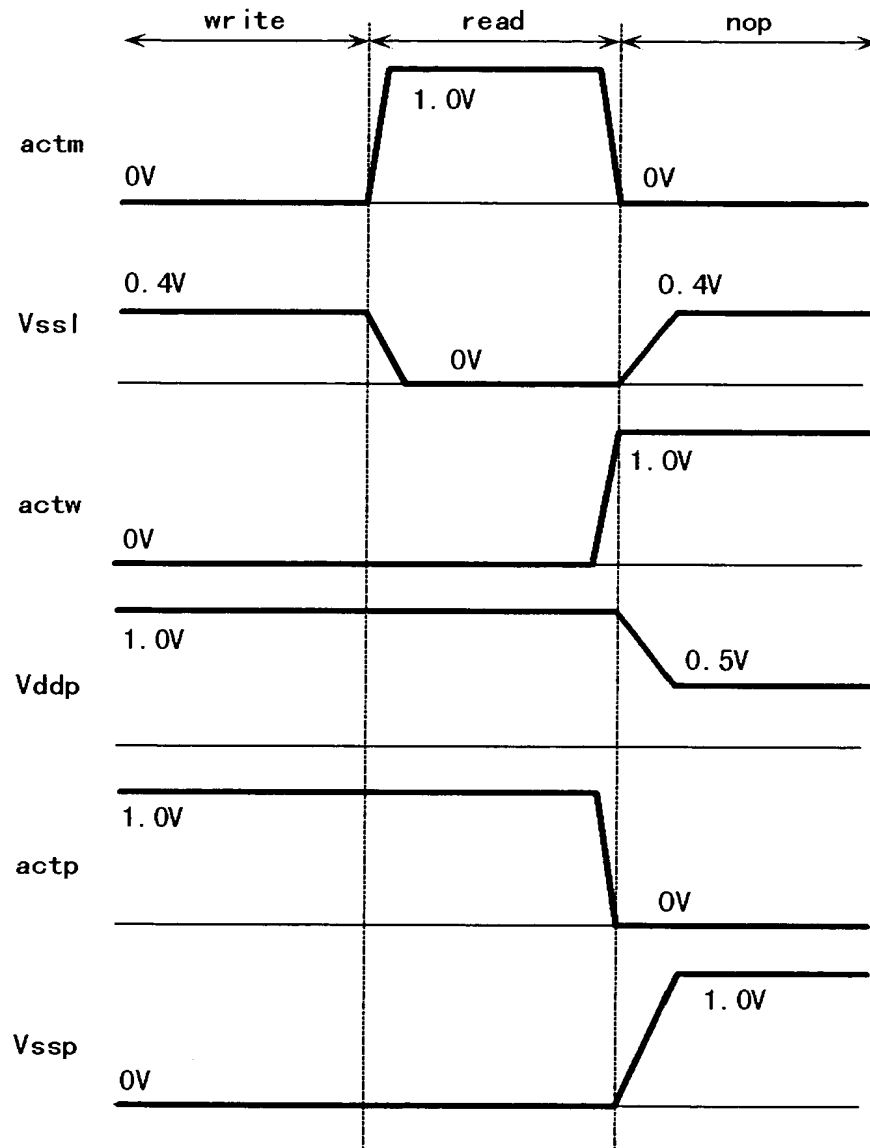 write read nop
1.0V
actm
0V 0V
0.4V 0.4V
Vssl
0V
1.0V
actw
0V
1.0V
0.5V
Vddp
1.0V
actp
0V
1.0V
Vssp
0V